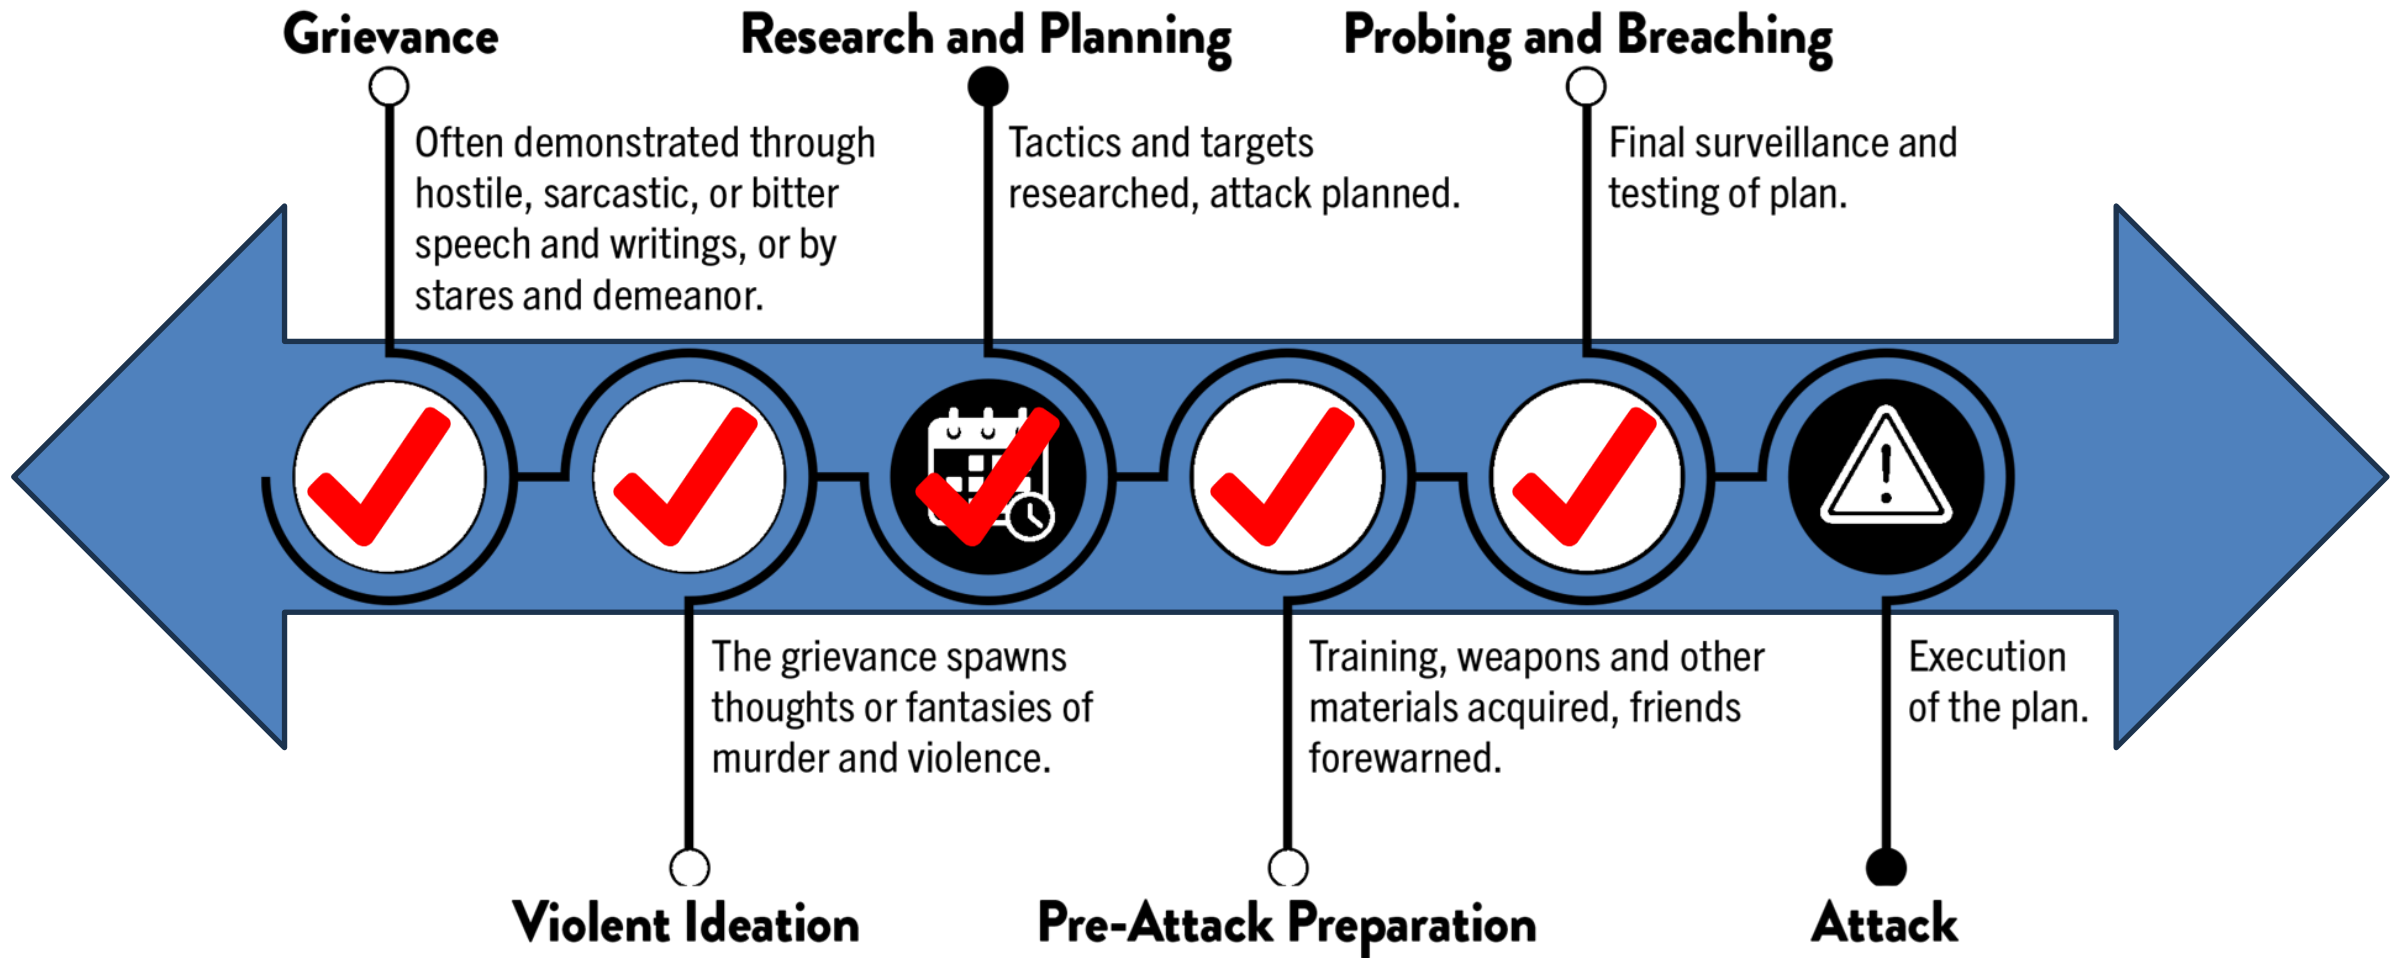 Grievance
Often demonstrated through
hostile, sarcastic, or bitter
speech and writings, or by
stares and demeanor.
Research and Planning
Tactics and targets
researched, attack planned.
Probing and Breaching
Final surveillance and
testing of plan.
The grievance spawns
thoughts or fantasies of
murder and violence.
Violent Ideation
Training, weapons and other
materials acquired, friends
forewarned.
Pre-Attack Preparation
Execution
of the plan.
Attack